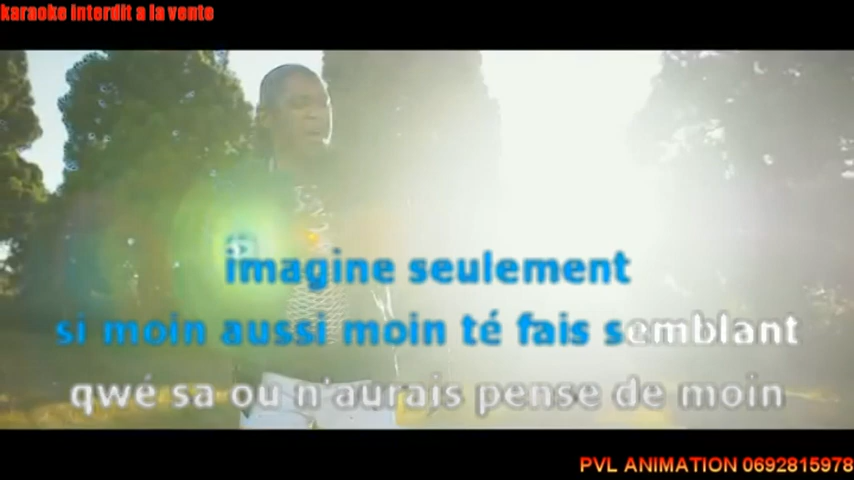 karaoke interdit a la vente
imagine seulement
si moin aussi moin té fais semblant
qwé sa ou n'aurais pense de moin
PVL ANIMATION 0692815978